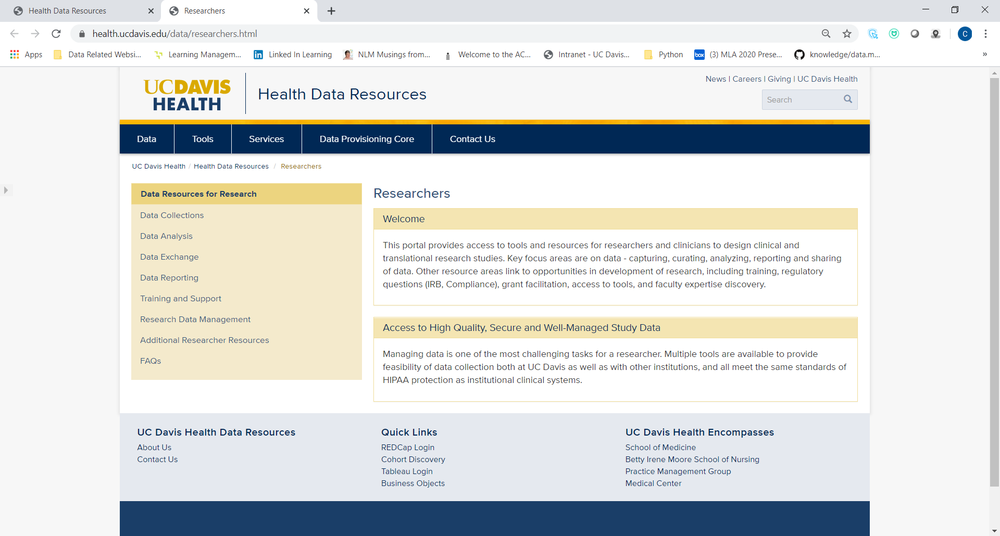 Health Data Resources
Researchers
health.ucdavis.edu/data/researchers.html
C
Apps
Data Related Websi...
Learning Managem...
in
Linked In Learning
NLM Musings from...
Welcome to the AC...
Intranet - UC Davis...
Python
box
(3) MLA 2020 Prese...
knowledge/data.m...
»
UCDAVIS
HEALTH
Health Data Resources
News | Careers | Giving | UC Davis Health
Search
Data
Tools
Services
Data Provisioning Core
Contact Us
UC Davis Health / Health Data Resources / Researchers
Data Resources for Research
Data Collections
Data Analysis
Data Exchange
Data Reporting
Training and Support
Research Data Management
Additional Researcher Resources
FAQs
Researchers
Welcome
This portal provides access to tools and resources for researchers and clinicians to design clinical and
translational research studies. Key focus areas are on data - capturing, curating, analyzing, reporting and sharing
of data. Other resource areas link to opportunities in development of research, including training, regulatory
questions (IRB, Compliance), grant facilitation, access to tools, and faculty expertise discovery.
Access to High Quality, Secure and Well-Managed Study Data
Managing data is one of the most challenging tasks for a researcher. Multiple tools are available to provide
feasibility of data collection both at UC Davis as well as with other institutions, and all meet the same standards of
HIPAA protection as institutional clinical systems.
UC Davis Health Data Resources
About Us
Contact Us
Quick Links
REDCap Login
Cohort Discovery
Tableau Login
Business Objects
UC Davis Health Encompasses
School of Medicine
Betty Irene Moore School of Nursing
Practice Management Group
Medical Center